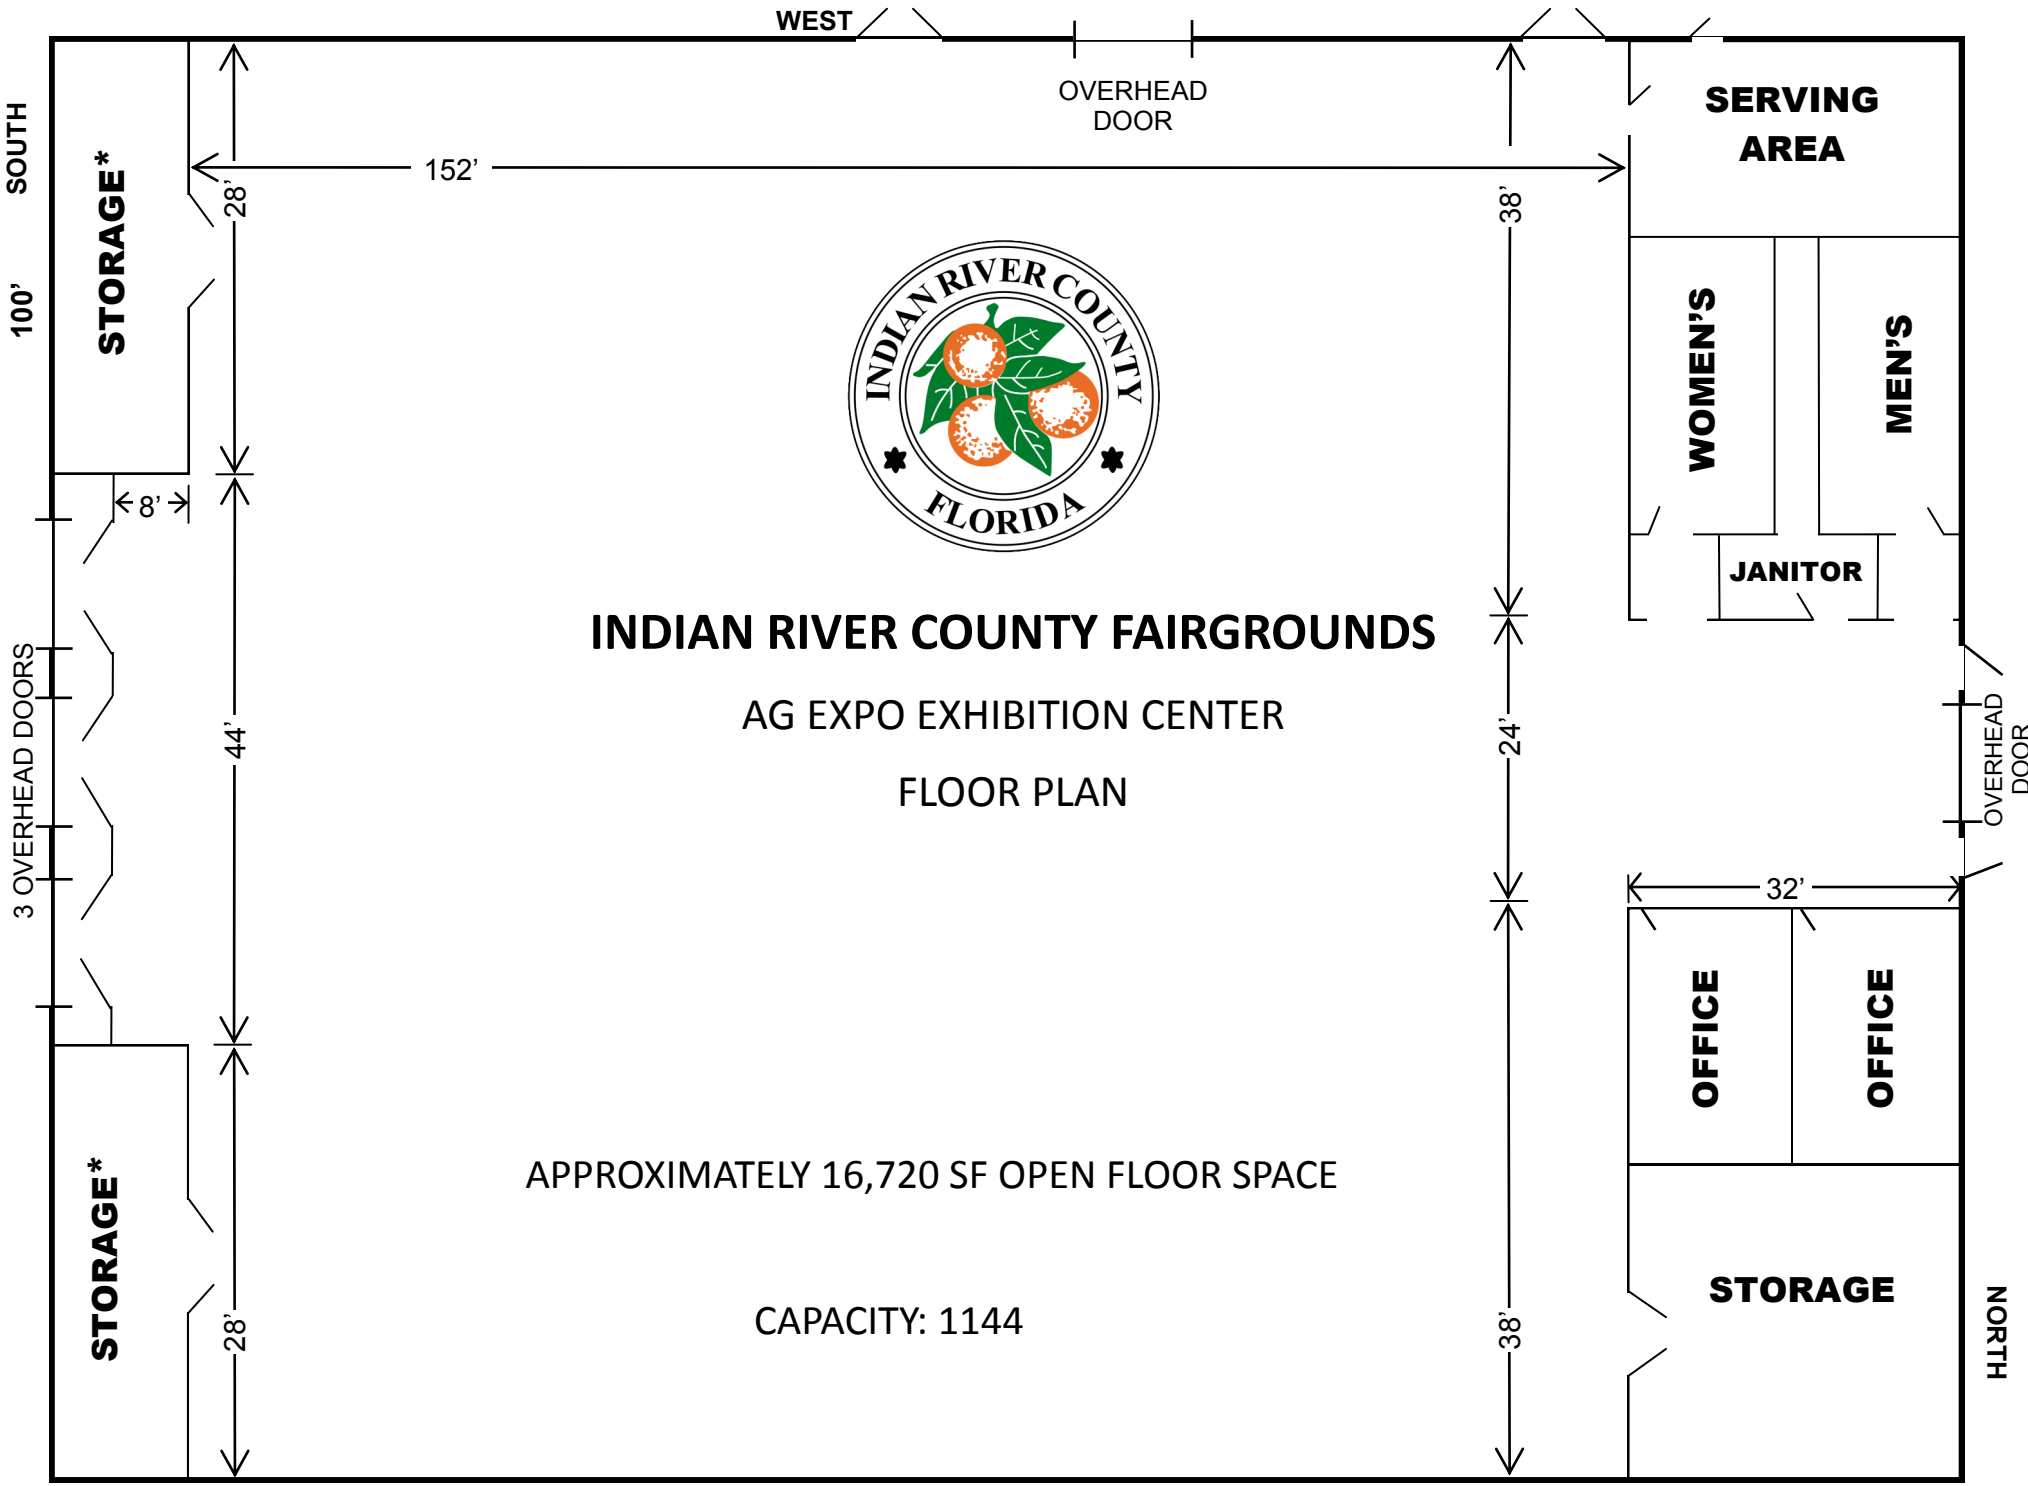 WEST
OVERHEAD
DOOR
SOUTH
100'
STORAGE*
28'
152'
38'
SERVING
AREA
INDIAN RIVER COUNTY
FLORIDA
WOMEN'S
MEN'S
JANITOR
8'
INDIAN RIVER COUNTY FAIRGROUNDS
AG EXPO EXHIBITION CENTER
FLOOR PLAN
3 OVERHEAD DOORS
44'
24'
OVERHEAD
DOOR
32'
OFFICE
OFFICE
APPROXIMATELY 16,720 SF OPEN FLOOR SPACE
CAPACITY: 1144
STORAGE*
28'
38'
STORAGE
NORTH